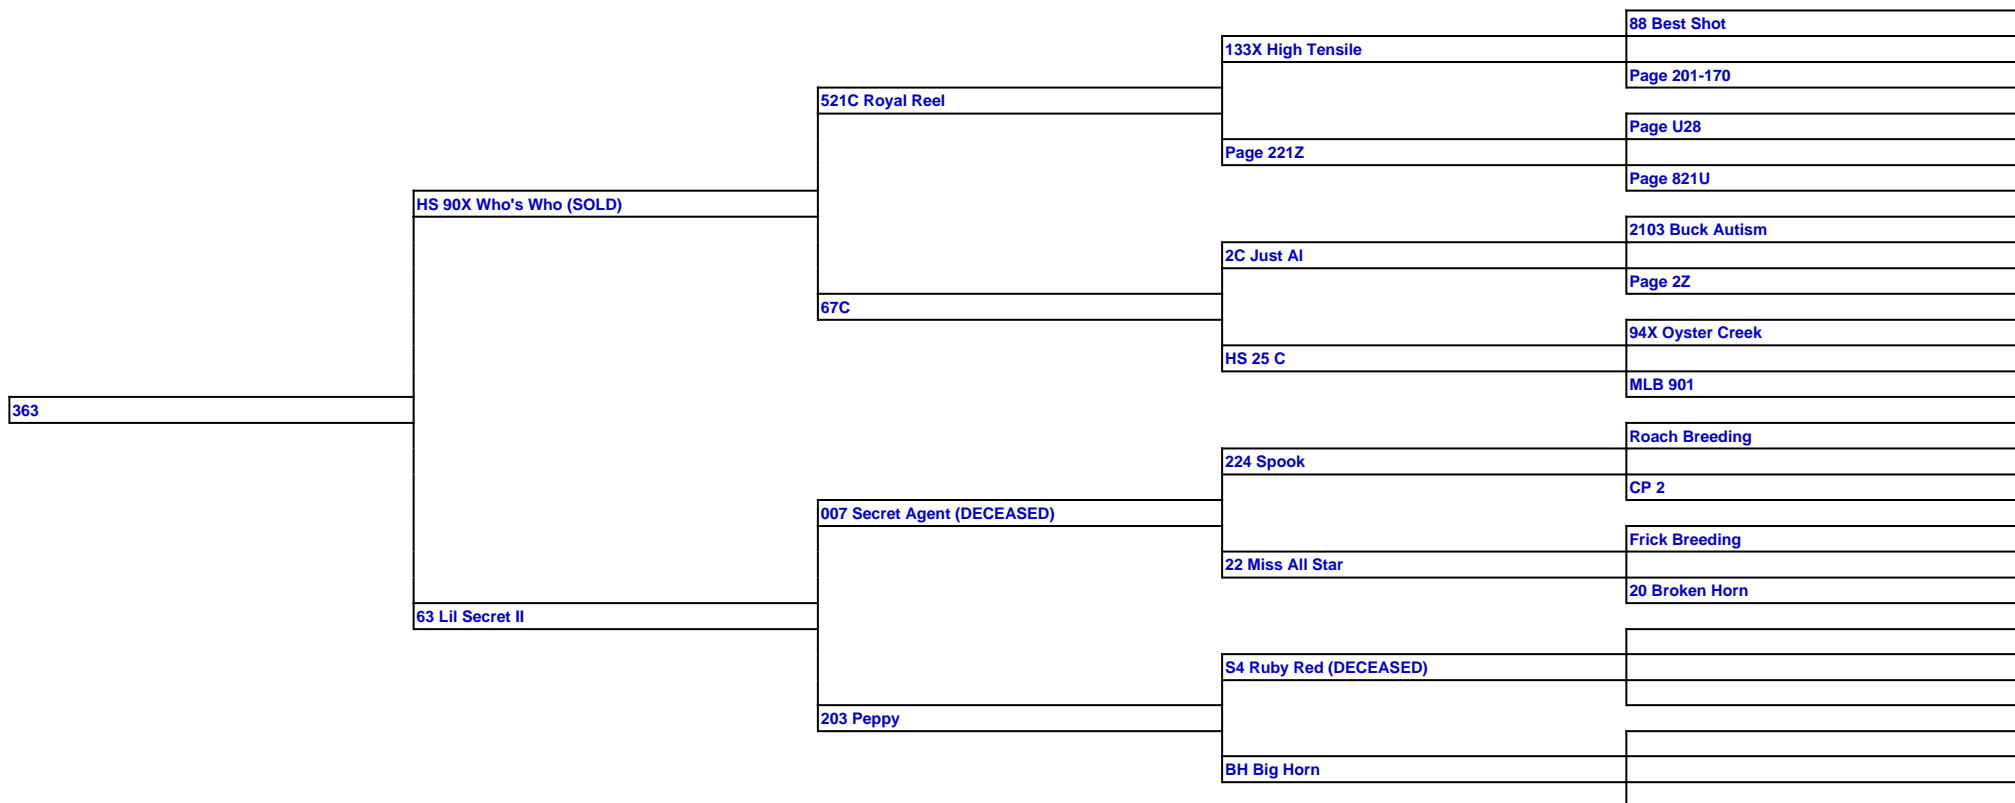 88 Best Shot
133X High Tensile
Page 201-170
521C Royal Reel
Page U28
Page 221Z
Page 821U
HS 90X Who's Who (SOLD)
2103 Buck Autism
2C Just AI
Page 2Z
67C
94X Oyster Creek
HS 25 C
MLB 901
363
Roach Breeding
224 Spook
CP 2
007 Secret Agent (DECEASED)
Frick Breeding
22 Miss All Star
20 Broken Horn
63 Lil Secret II
S4 Ruby Red (DECEASED)
203 Peppy
BH Big Horn